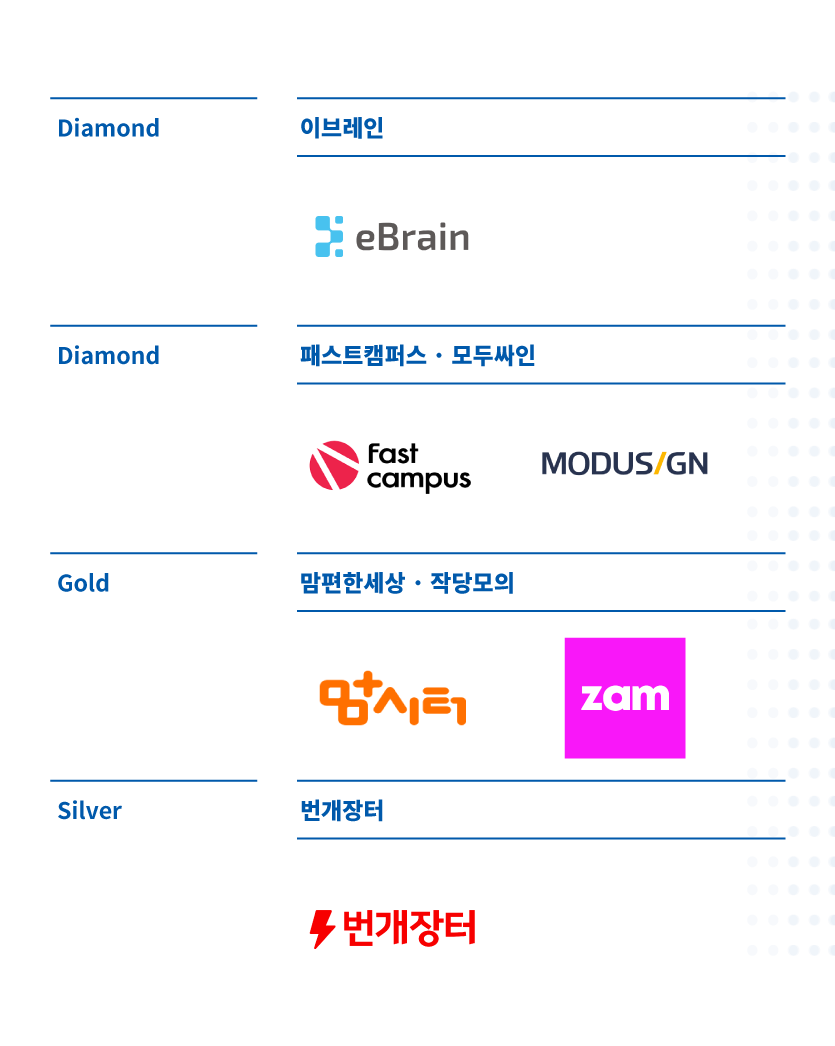 Diamond
이브레인
eBrain
Diamond
패스트캠퍼스 · 모두싸인
Fast
campus
MODUSIGN
Gold
맘편한세상 · 작당모의
맘시터
zam
Silver
번개장터
번개장터